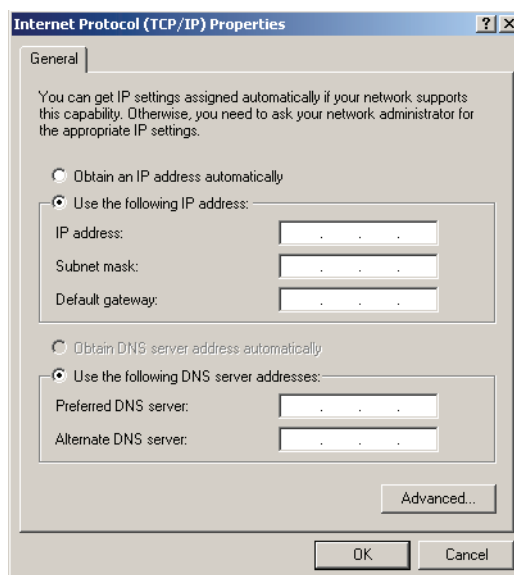 Internet Protocol (TCP/IP) Properties
General
You can get IP settings assigned automatically if your network supports
this capability. Otherwise, you need to ask your network administrator for
the appropriate IP settings.
Obtain an IP address automatically
Use the following IP address:
IP address:
. . .
Subnet mask:
. . .
Default gateway:
. . .
Obtain DNS server address automatically
Use the following DNS server addresses:
Preferred DNS server:
. . .
Alternate DNS server:
. . .
Advanced...
OK
Cancel